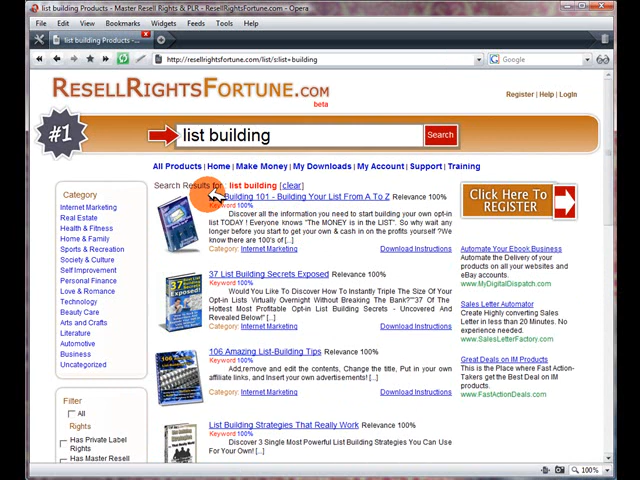 list building Products - Master Resell Rights & PLR - ResellRightsFortune.com - Opera
File Edit View Bookmarks Widgets Feeds Tools Help
list building Products -...
http://resellrightsfortune.com/list/s:list+building
Google
RESELLRIGHTSFORTUNE.COM
beta
Register | Help | Login
#1
list building
Search
All Products | Home | Make Money | My Downloads | My Account | Support | Training
Search Results for : list building [clear]
Category
Internet Marketing
Real Estate
Health & Fitness
Home & Family
Sports & Recreation
Society & Culture
Self Improvement
Personal Finance
Love & Romance
Technology
Beauty Care
Arts and Crafts
Literature
Automotive
Business
Uncategorized
Filter
All
Rights
Has Private Label
Rights
Has Master Resell
Building 101 - Building Your List From A To Z Relevance 100%
Keyword 100%
Discover all the information you need to start building your own opt-in
list TODAY ! Everyone knows "The MONEY is in the LIST". So why wait any
longer before you start to get your own & cash in on the profits yourself ?We
know there are 100's of [...]
Category: Internet Marketing Download Instructions
37 List Building Secrets Exposed Relevance 100%
Keyword 100%
Would You Like To Discover How To Instantly Triple The Size Of Your
Opt-in Lists Virtually Overnight Without Breaking The Bank?""37 Of The
Hottest Most Profitable Opt-in List Building Secrets - Uncovered And
Revealed Below!" [...]
Category: Internet Marketing Download Instructions
106 Amazing List-Building Tips Relevance 100%
Keyword 100%
Add,remove and edit the contents, Change the title, Put in your own
affiliate links, and Insert your own advertisements! [...]
Category: Internet Marketing Download Instructions
List Building Strategies That Really Work Relevance 100%
Keyword 100%
Discover 3 Single Most Powerful List Building Strategies You Can Use
For Your Own! [...]
Click Here To
REGISTER
Automate Your Ebook Business
Automate the Delivery of your
products on all your websites and
eBay accounts.
www.MyDigitalDispatch.com
Sales Letter Automator
Create Highly converting Sales
Letter in less than 20 Minutes. No
experience needed.
www.SalesLetterFactory.com
Great Deals on IM Products
This is the Place where Fast Action-
Takers get the Best Deal on IM
products.
www.FastActionDeals.com
100%